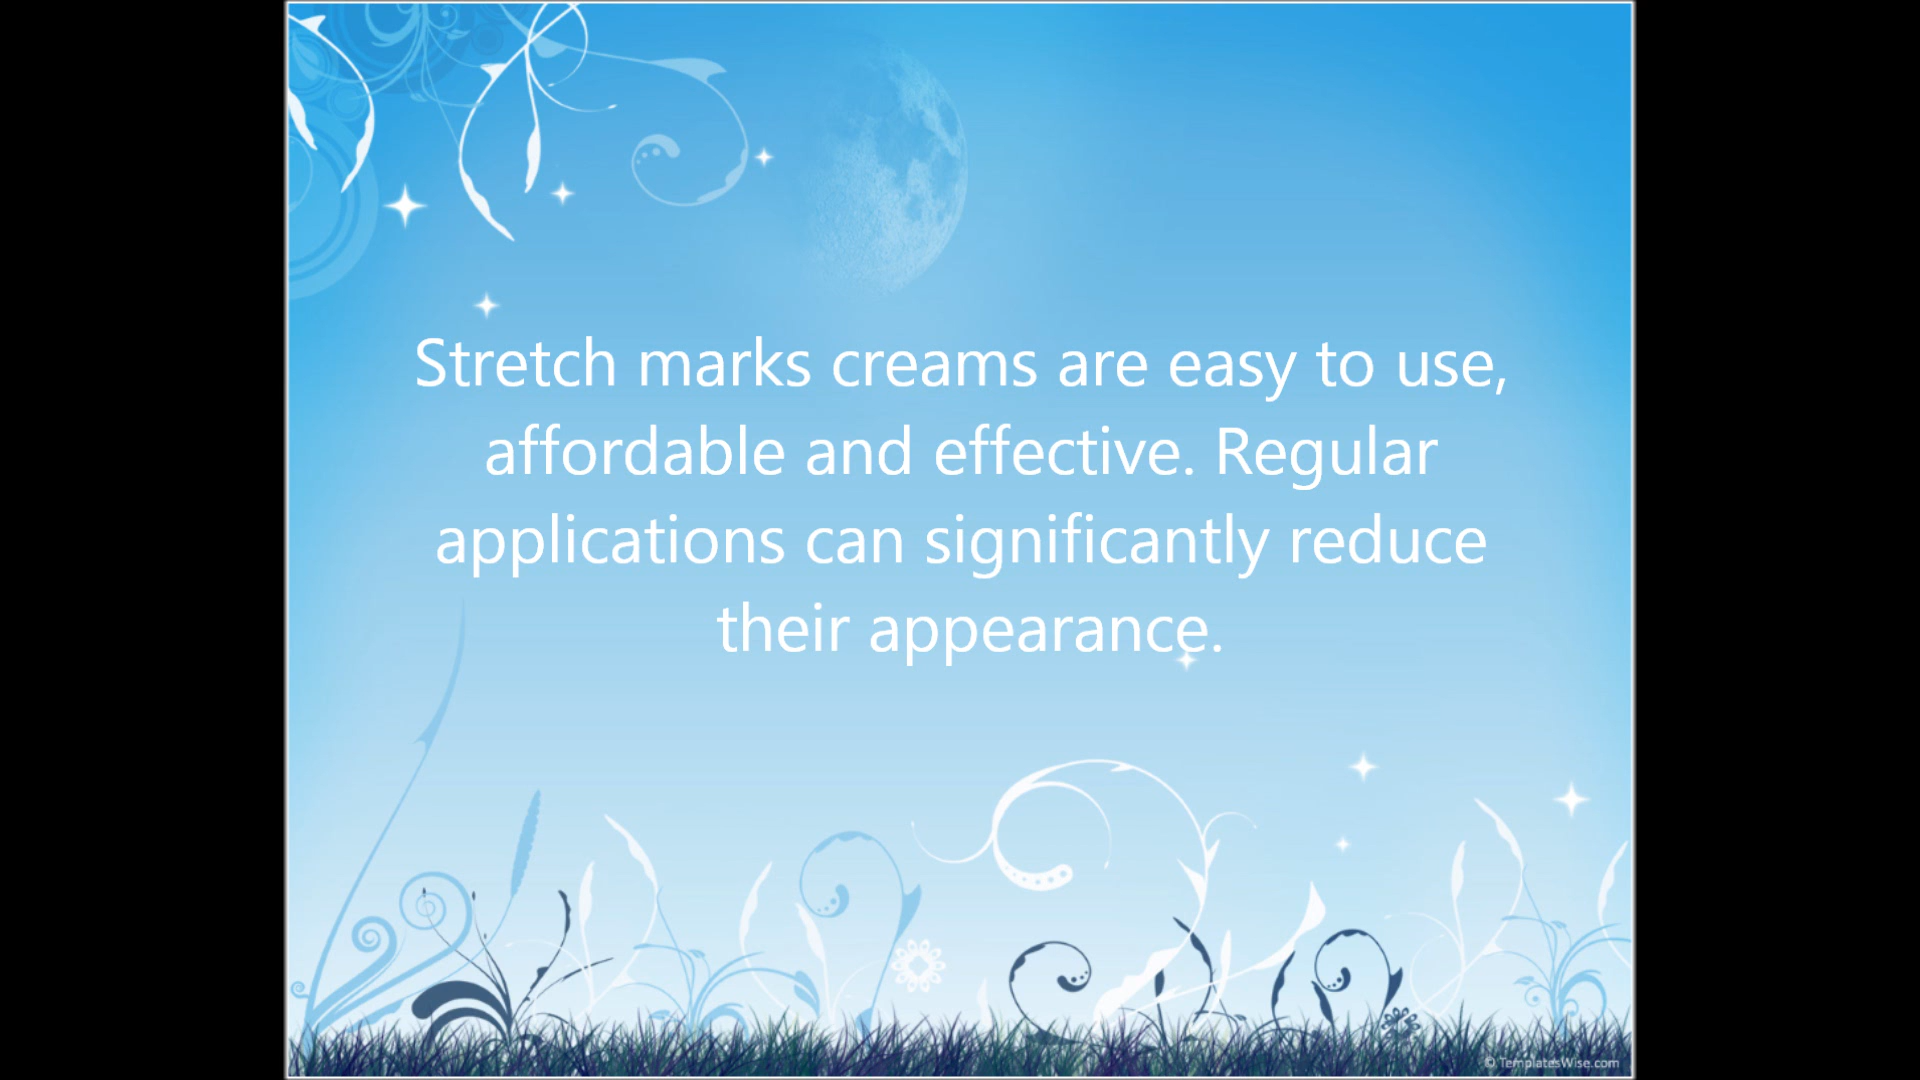 Stretch marks creams are easy to use,
affordable and effective. Regular
applications can significantly reduce
their appearance.
© TemplatesWise.com